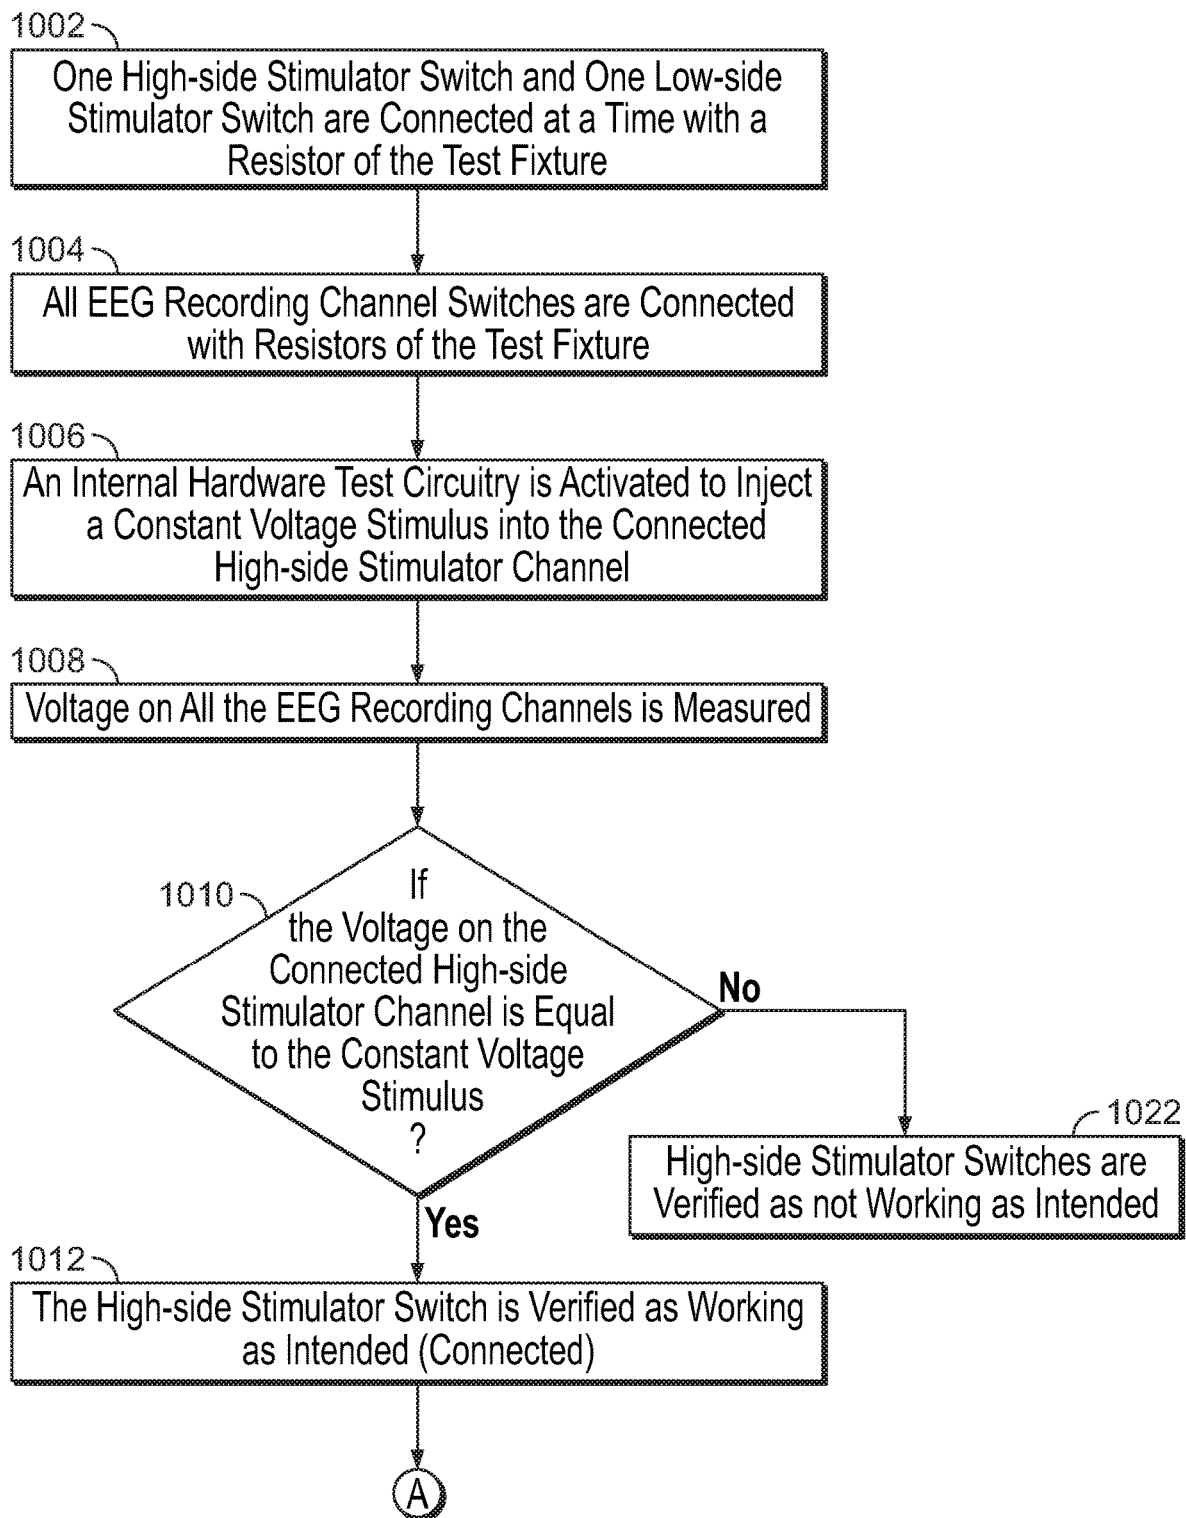 1002
One High-side Stimulator Switch and One Low-side
Stimulator Switch are Connected at a Time with a
Resistor of the Test Fixture
1004
All EEG Recording Channel Switches are Connected
with Resistors of the Test Fixture
1006
An Internal Hardware Test Circuitry is Activated to Inject
a Constant Voltage Stimulus into the Connected
High-side Stimulator Channel
1008
Voltage on All the EEG Recording Channels is Measured
1010
If
the Voltage on the
Connected High-side
Stimulator Channel is Equal
to the Constant Voltage
Stimulus
?
No
1022
High-side Stimulator Switches are
Verified as not Working as Intended
Yes
1012
The High-side Stimulator Switch is Verified as Working
as Intended (Connected)
A